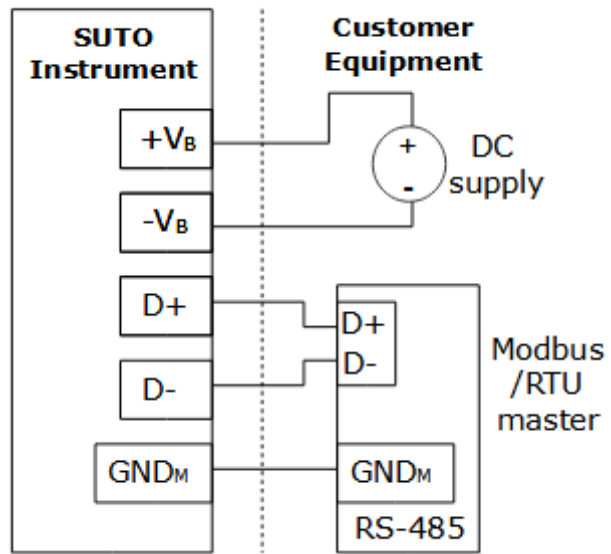 SUTO
Instrument
Customer
Equipment
+VB
-VB
D+
D-
GNDM
+
-
DC
supply
D+
D-
GNDM
RS-485
Modbus
/RTU
master